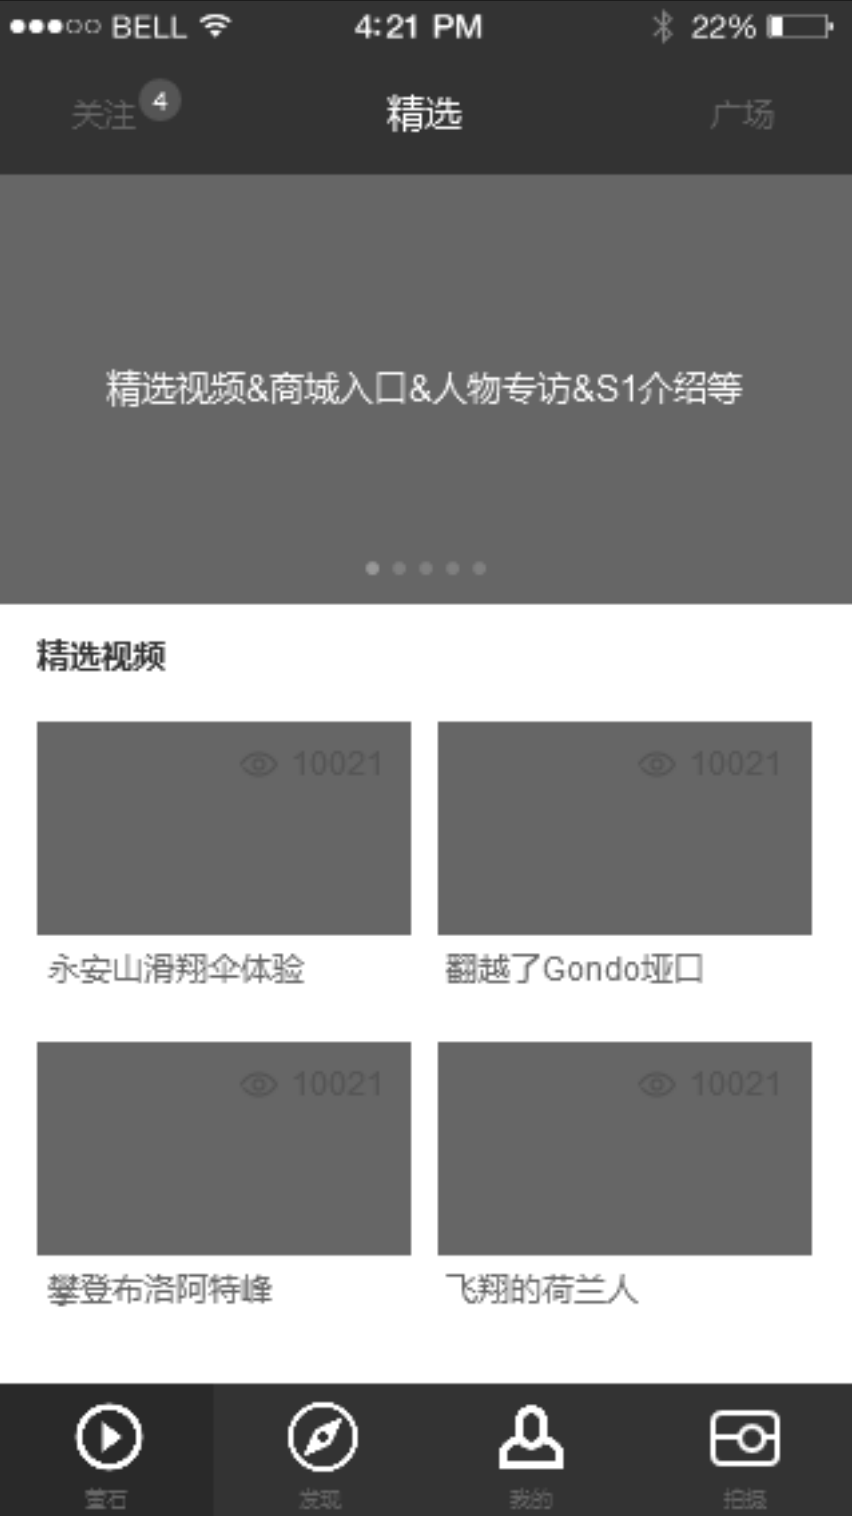 BELL 4:21 PM 22%
关注 4 精选 广场
精选视频&商城入口&人物专访&S1介绍等
精选视频
10021 10021
永安山滑翔伞体验 翻越了Gondo垭口
10021 10021
攀登布洛阿特峰 飞翔的荷兰人
萤石 发现 我的 拍摄